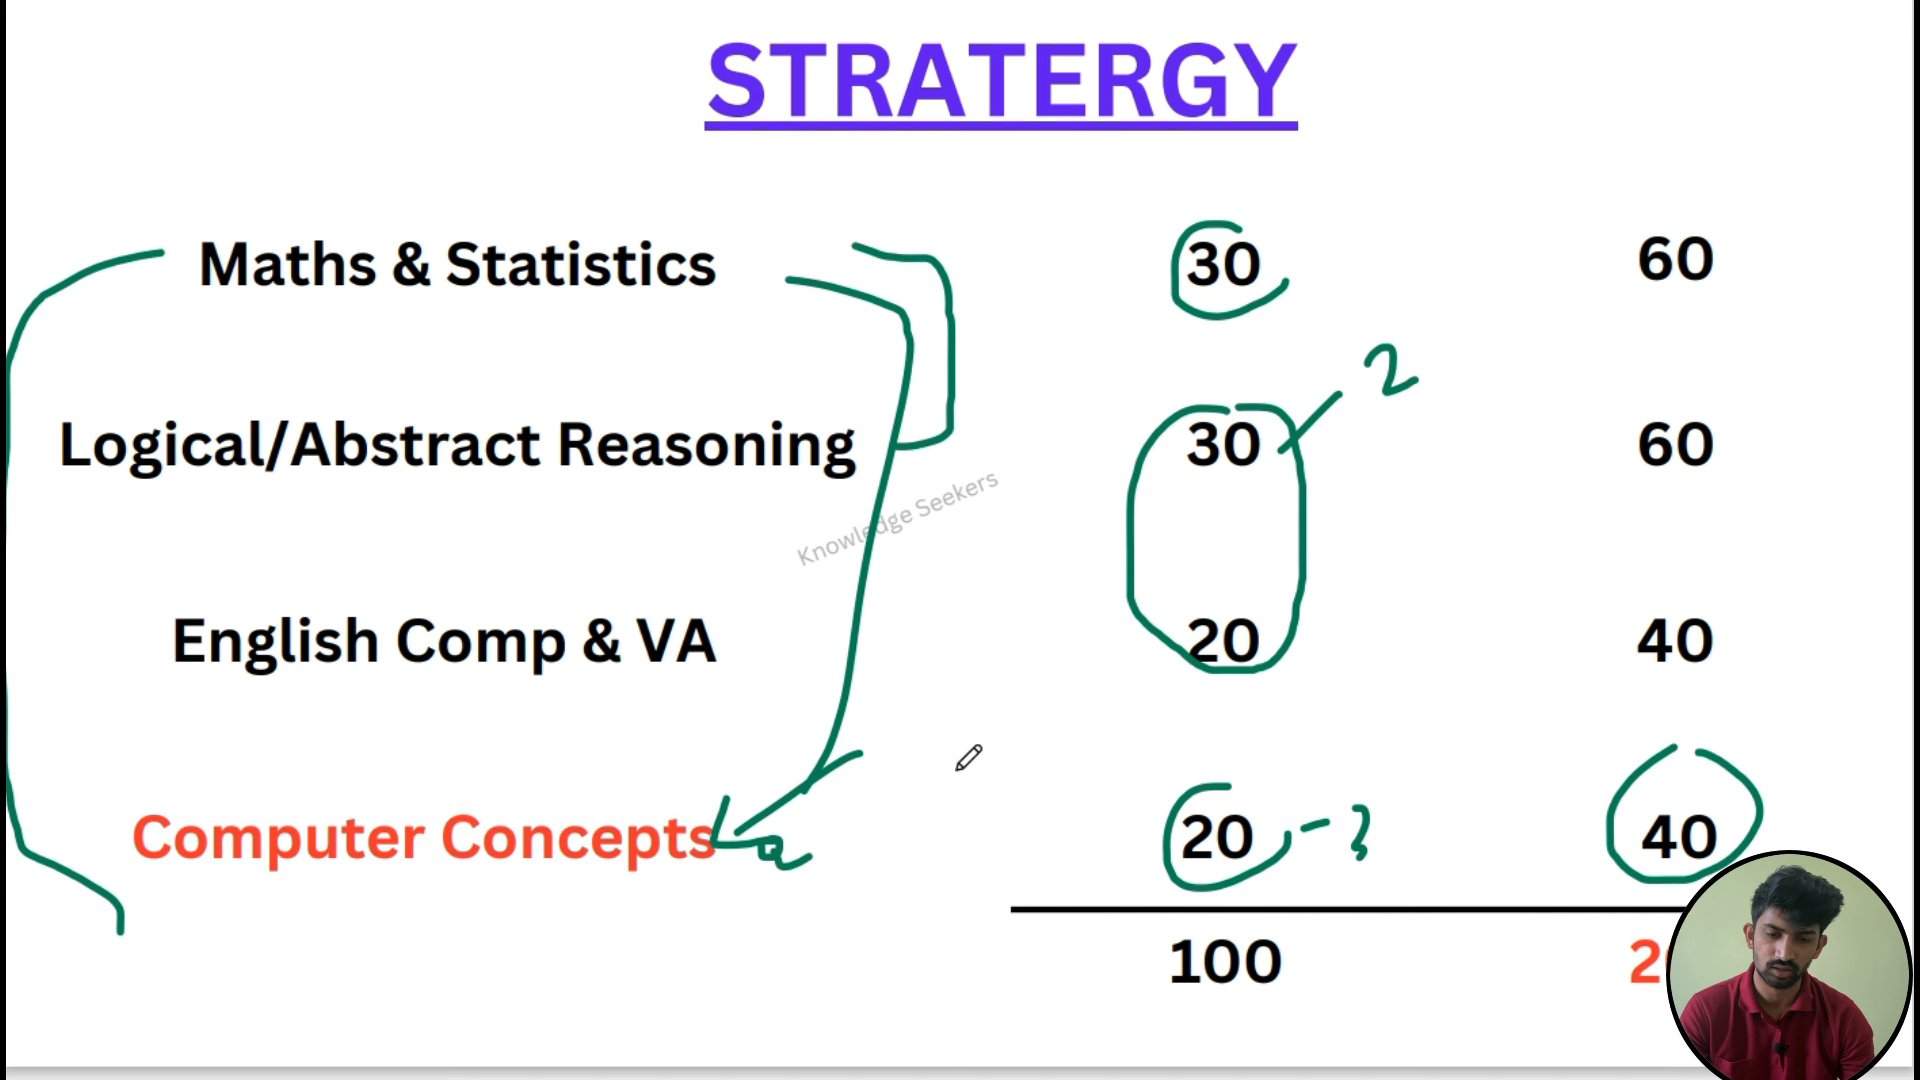 STRATERGY
Maths & Statistics 30 60
2
Logical/Abstract Reasoning 30 60
Knowledge Seekers
English Comp & VA 20 40
Computer Concepts 20 - 3 40
100